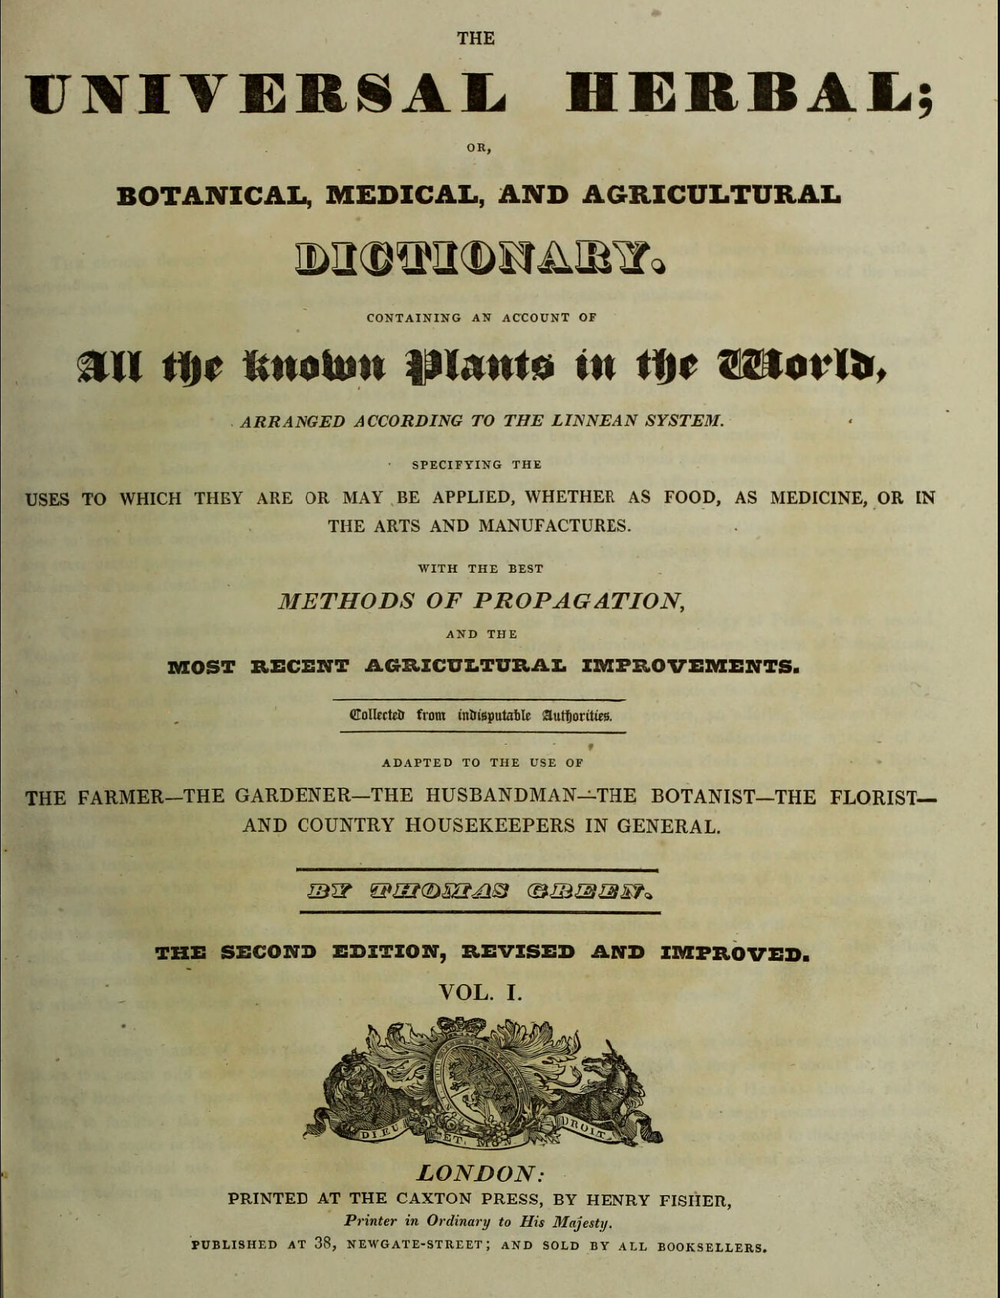 THE
UNIVERSAL HERBAL;
OR,
BOTANICAL, MEDICAL, AND AGRICULTURAL
DICTIONARY.
CONTAINING AN ACCOUNT OF
All the known Plants in the World,
ARRANGED ACCORDING TO THE LINNEAN SYSTEM.
SPECIFYING THE
USES TO WHICH THEY ARE OR MAY BE APPLIED, WHETHER AS FOOD, AS MEDICINE, OR IN
THE ARTS AND MANUFACTURES.
WITH THE BEST
METHODS OF PROPAGATION,
AND THE
MOST RECENT AGRICULTURAL IMPROVEMENTS.
Collected from indisputable Authorities.
ADAPTED TO THE USE OF
THE FARMER—THE GARDENER—THE HUSBANDMAN—THE BOTANIST—THE FLORIST—
AND COUNTRY HOUSEKEEPERS IN GENERAL.
BY THOMAS GREEN.
THE SECOND EDITION, REVISED AND IMPROVED.
VOL. I.
DIEU ET MON DROIT
LONDON:
PRINTED AT THE CAXTON PRESS, BY HENRY FISHER,
Printer in Ordinary to His Majesty.
PUBLISHED AT 38, NEWGATE-STREET; AND SOLD BY ALL BOOKSELLERS.